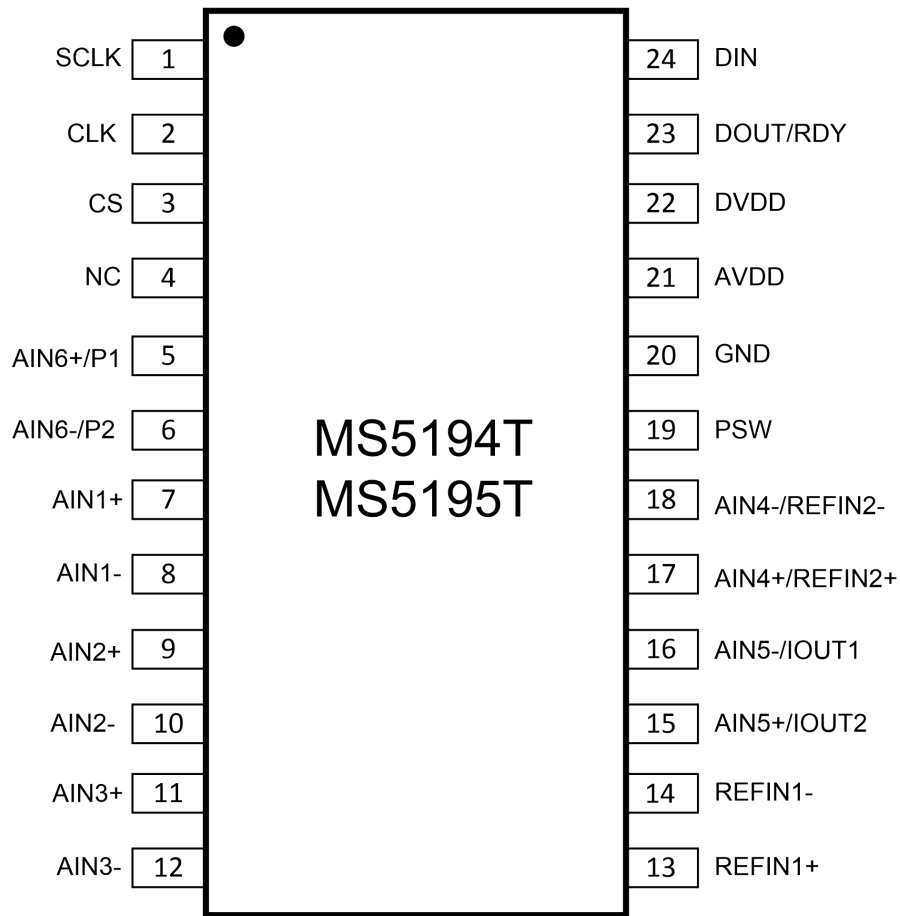 SCLK 1 24 DIN
CLK 2 23 DOUT/RDY
CS 3 22 DVDD
NC 4 21 AVDD
AIN6+/P1 5 20 GND
AIN6-/P2 6 19 PSW
MS5194T
MS5195T
AIN1+ 7 18 AIN4-/REFIN2-
AIN1- 8 17 AIN4+/REFIN2+
AIN2+ 9 16 AIN5-/IOUT1
AIN2- 10 15 AIN5+/IOUT2
AIN3+ 11 14 REFIN1-
AIN3- 12 13 REFIN1+